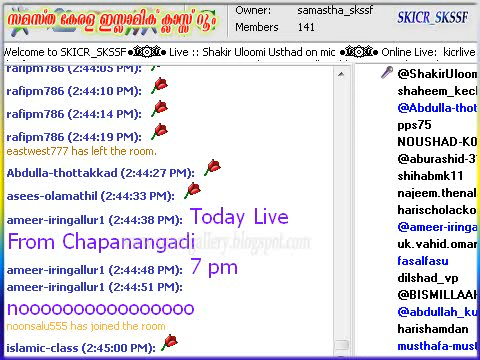 സമസ്ത കേരള ഇസ്ലാമിക് ക്ലാസ്സ് റൂം
Owner: samastha_skssf
Members 141
SKICR_SKSSF
Welcome to SKICR_SKSSF Live :: Shakir Uloomi Usthad on mic Online Live: kicrlive
rafipm786 (2:44:05 PM):
rafipm786 (2:44:10 PM):
rafipm786 (2:44:14 PM):
rafipm786 (2:44:19 PM):
eastwest777 has left the room.
Abdulla-thottakkad (2:44:27 PM):
asees-olamathil (2:44:33 PM):
ameer-iringallur1 (2:44:38 PM): Today Live
From Chapanangadi
ameer-iringallur1 (2:44:48 PM): 7 pm
ameer-iringallur1 (2:44:51 PM):
noooooooooooooooo
noonsalu555 has joined the room
islamic-class (2:45:00 PM):
@ShakirUloom
shaheem_kecl
@Abdulla-thot
pps75
NOUSHAD-K0
@aburashid-3
shihabmk11
najeem.thenal
harischolacko
@ameer-iring
uk.vahid.omar
fasalfasu
dilshad_vp
@BISMILLAAH
@abdullah_ku
harishamdan
musthafa-must